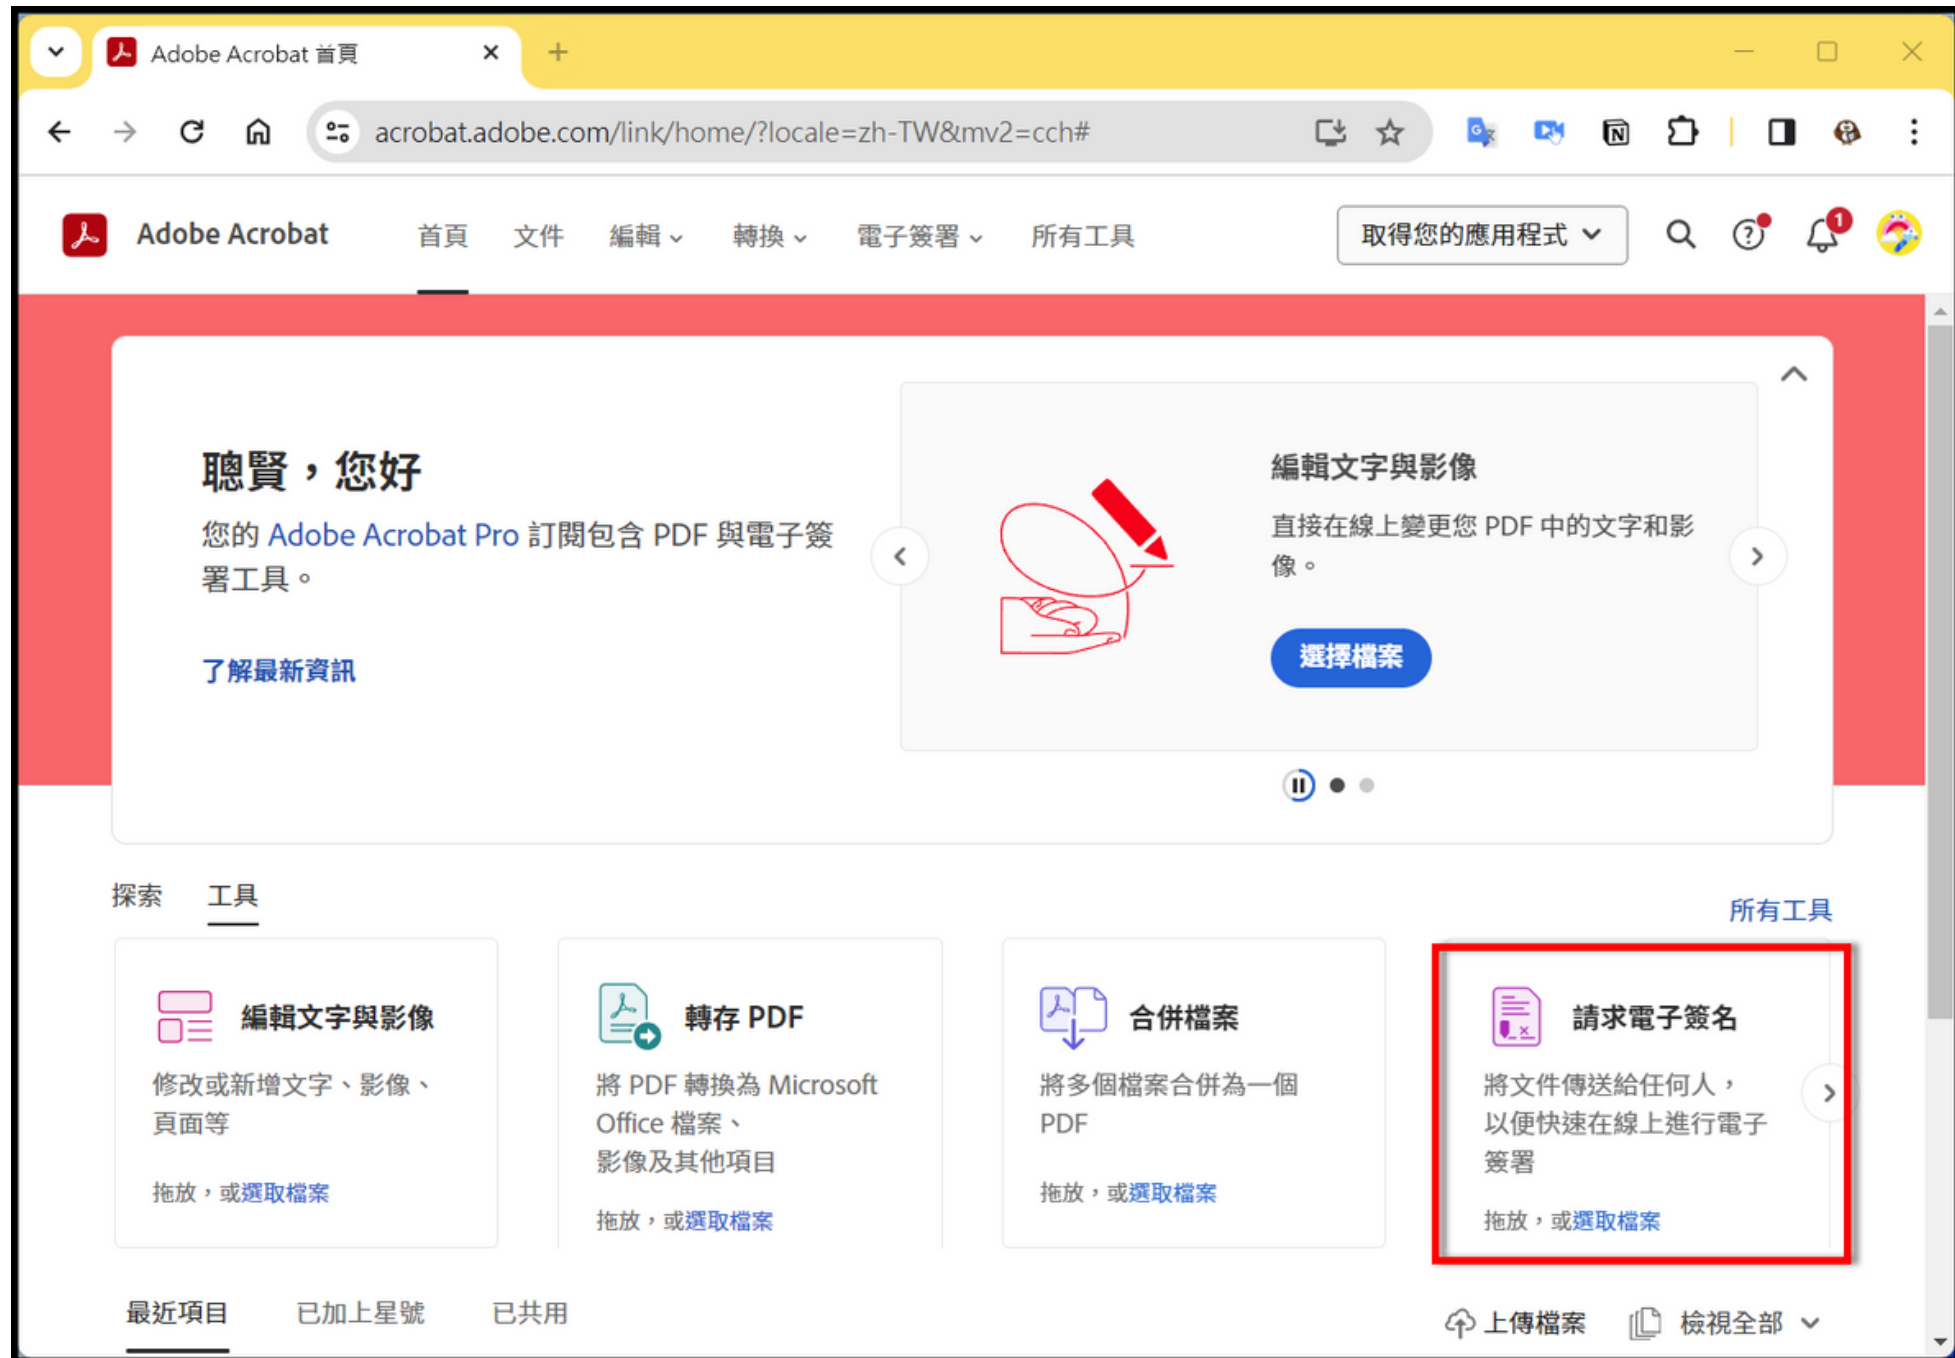 Adobe Acrobat 首頁
acrobat.adobe.com/link/home/?locale=zh-TW&mv2=cch#
Adobe Acrobat 首頁 文件 編輯 轉換 電子簽署 所有工具 取得您的應用程式 1
聰賢，您好
您的 Adobe Acrobat Pro 訂閱包含 PDF 與電子簽
署工具。
了解最新資訊
編輯文字與影像
直接在線上變更您 PDF 中的文字和影
像。
選擇檔案
探索 工具
所有工具
編輯文字與影像
修改或新增文字、影像、
頁面等
拖放，或選取檔案
轉存 PDF
將 PDF 轉換為 Microsoft
Office 檔案、
影像及其他項目
拖放，或選取檔案
合併檔案
將多個檔案合併為一個
PDF
拖放，或選取檔案
請求電子簽名
將文件傳送給任何人，
以便快速在線上進行電子
簽署
拖放，或選取檔案
最近項目 已加上星號 已共用
上傳檔案 檢視全部